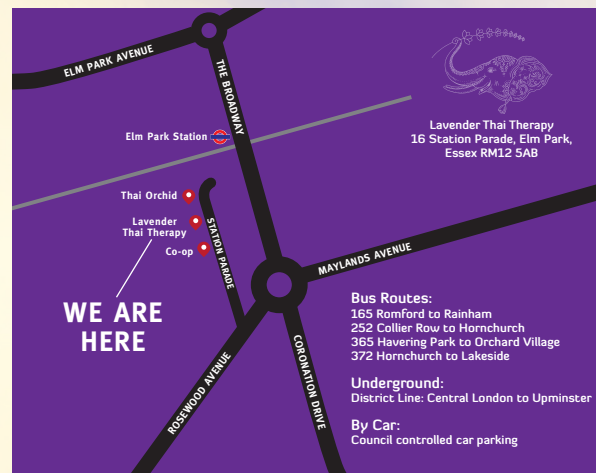 ELM PARK AVENUE
THE BROADWAY
Elm Park Station
Lavender Thai Therapy
16 Station Parade, Elm Park,
Essex RM12 5AB
Thai Orchid
Lavender
Thai Therapy
Co-op
STATION PARADE
MAYLANDS AVENUE
WE ARE
HERE
ROSEWOOD AVENUE
CORONATION DRIVE
Bus Routes:
165 Romford to Rainham
252 Collier Row to Hornchurch
365 Havering Park to Orchard Village
372 Hornchurch to Lakeside
Underground:
District Line: Central London to Upminster
By Car:
Council controlled car parking